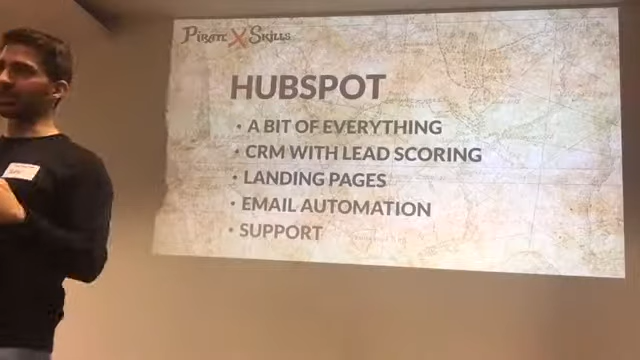 PIRATE X SKILLS
HUBSPOT
• A BIT OF EVERYTHING
• CRM WITH LEAD SCORING
• LANDING PAGES
• EMAIL AUTOMATION
• SUPPORT